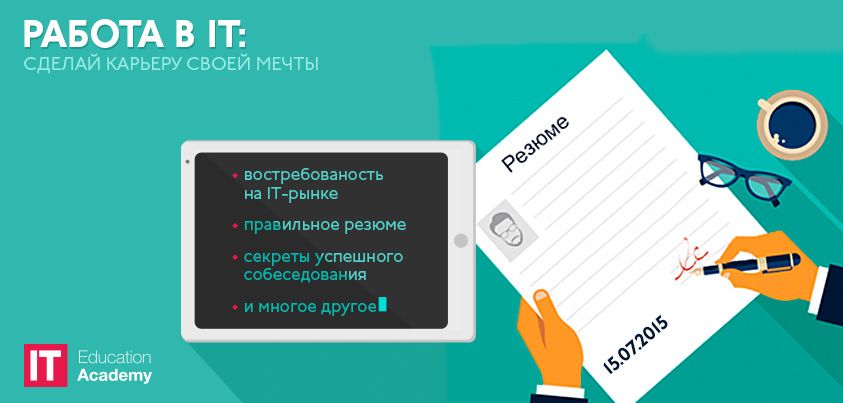 РАБОТА В IT:
СДЕЛАЙ КАРЬЕРУ СВОЕЙ МЕЧТЫ
востребованость
на IT-рынке
правильное резюме
секреты успешного
собеседования
и многое другое
Резюме
15.07.2015
IT Education
Academy